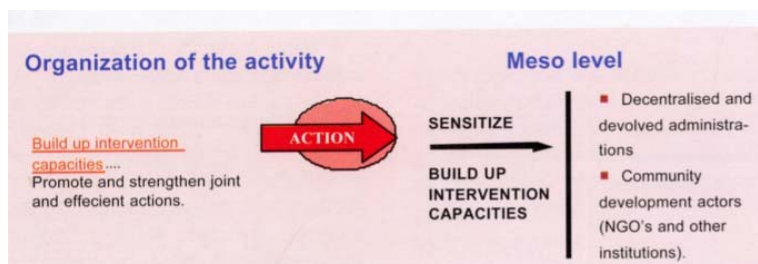 Organization of the activity
Meso level
Build up intervention
capacities....
Promote and strengthen joint
and effecient actions.
ACTION
SENSITIZE
BUILD UP
INTERVENTION
CAPACITIES
■ Decentralised and
devolved administra-
tions
■ Community
development actors
(NGO's and other
institutions).